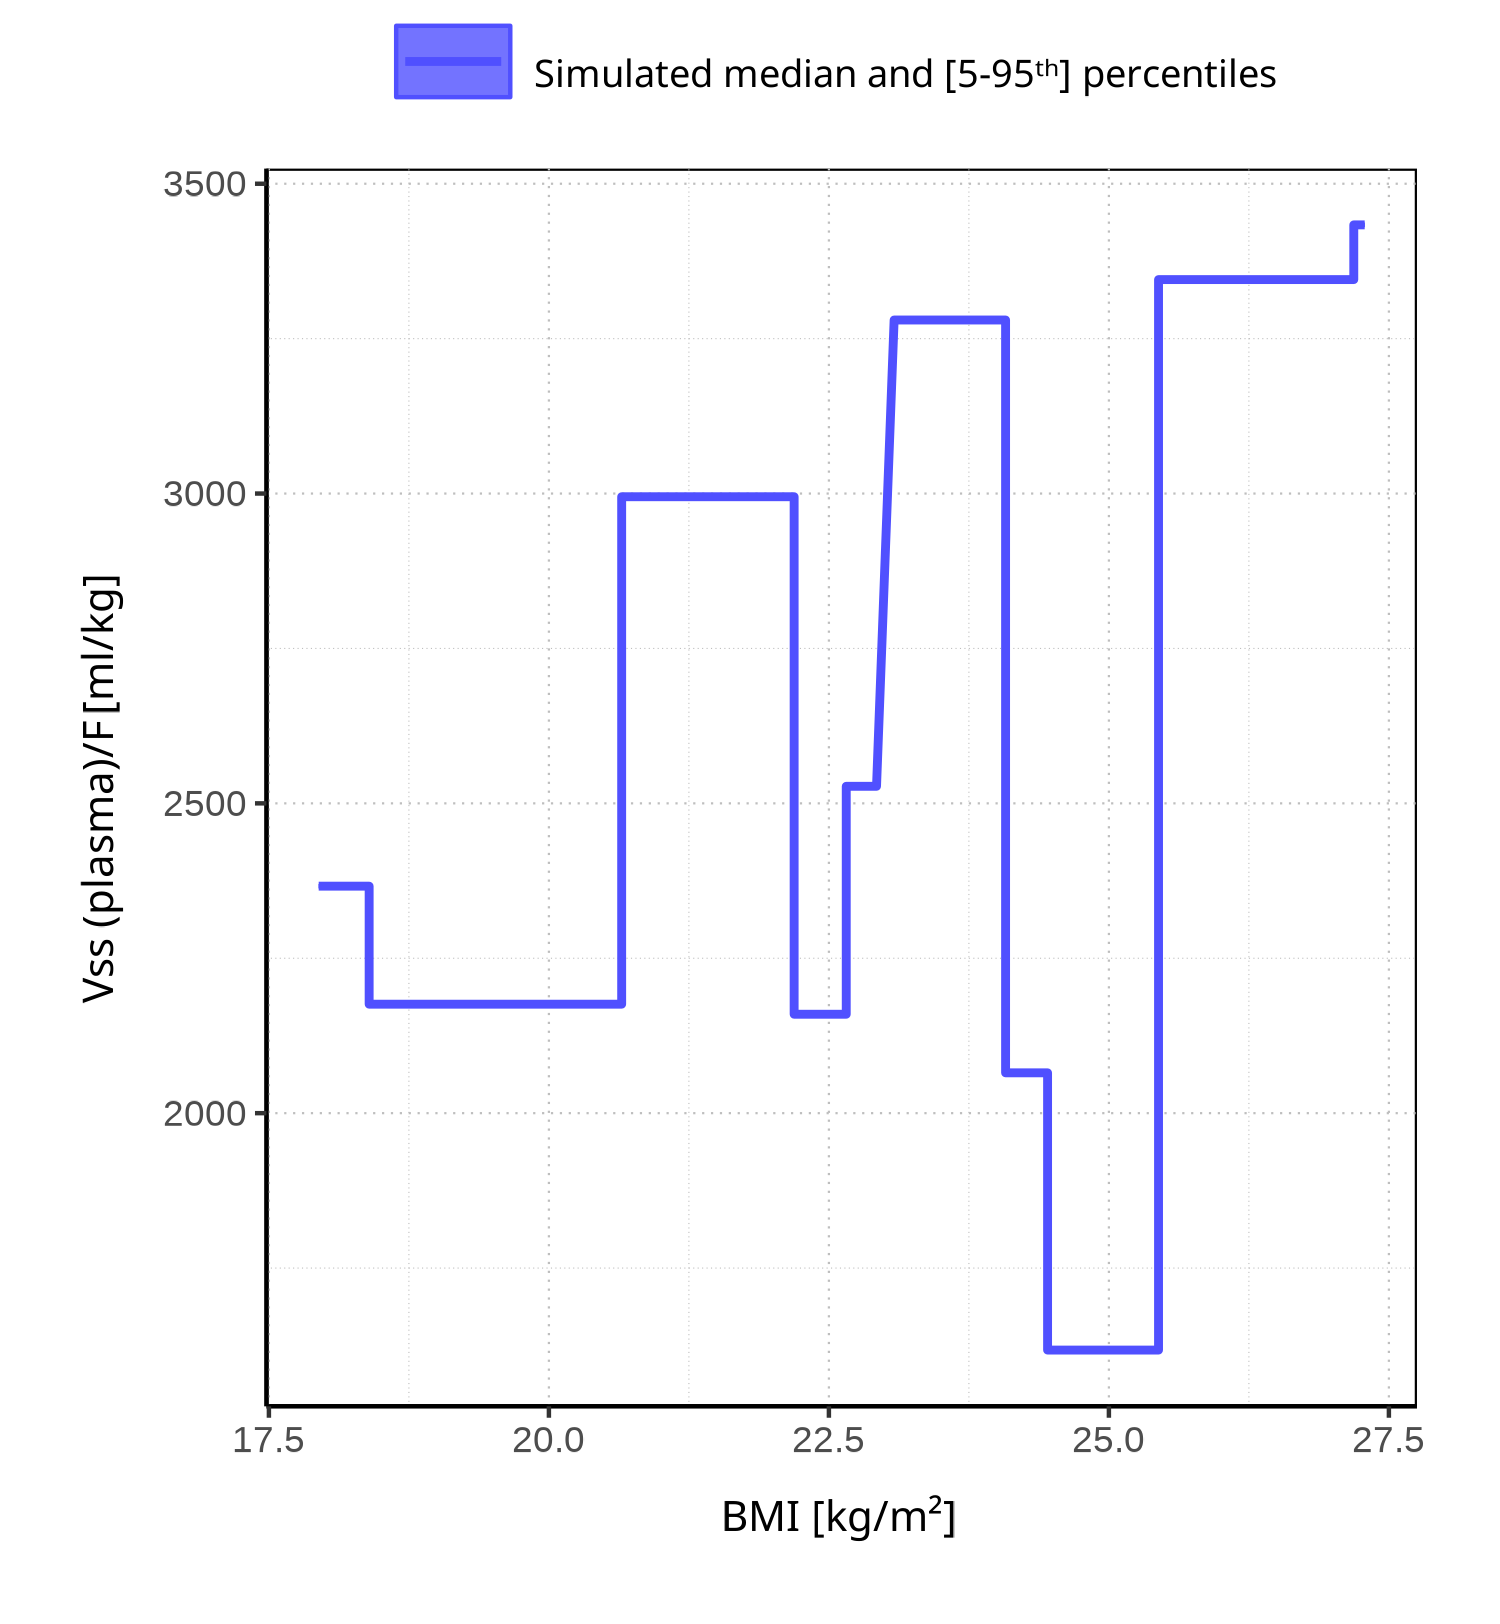 Simulated median and [5-95ᵗʰ] percentiles
3500
3000
2500
2000
Vss (plasma)/F [ml/kg]
17.5 20.0 22.5 25.0 27.5
BMI [kg/m²]